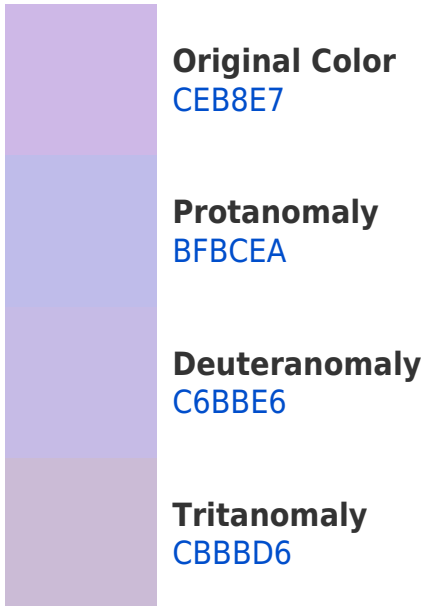 Original Color
CEB8E7
Protanomaly
BFBCEA
Deuteranomaly
C6BBE6
Tritanomaly
CBBBD6